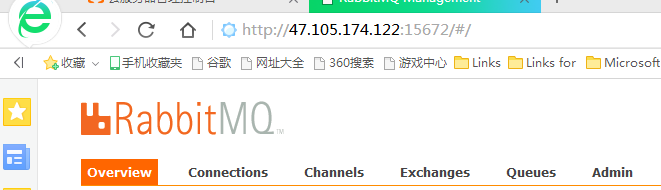 RabbitMQ Management
http://47.105.174.122:15672/#/
收藏 手机收藏夹 谷歌 网址大全 360搜索 游戏中心 Links Links for Microsoft
RabbitMQ TM
Overview Connections Channels Exchanges Queues Admin